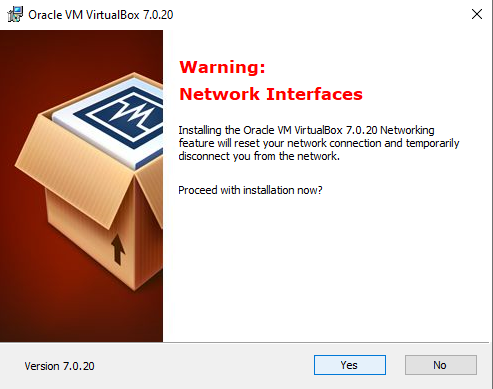 Oracle VM VirtualBox 7.0.20
VM
Warning:
Network Interfaces
Installing the Oracle VM VirtualBox 7.0.20 Networking
feature will reset your network connection and temporarily
disconnect you from the network.
Proceed with installation now?
Version 7.0.20
Yes
No